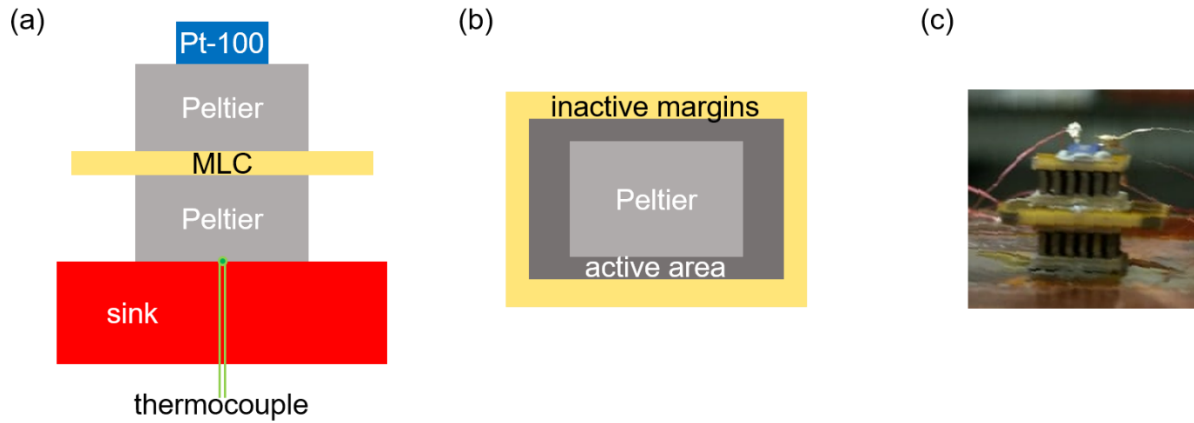 (a)
Pt-100
Peltier
MLC
Peltier
sink
thermocouple
(b)
inactive margins
Peltier
active area
(c)